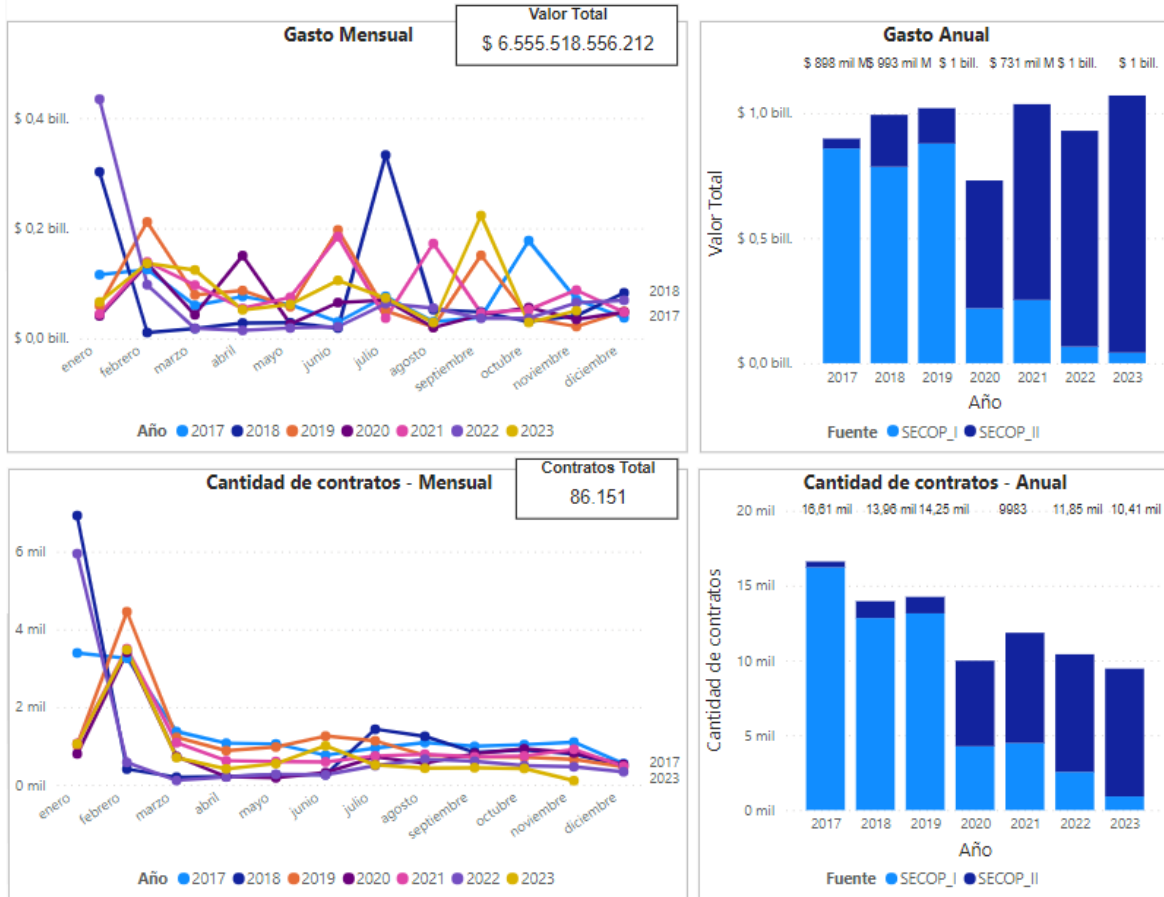 Gasto Mensual
Valor Total
$ 6.555.518.556.212
$ 0,4 bill.
$ 0,2 bill.
$ 0,0 bill.
2018
2017
enero febrero marzo abril mayo junio julio agosto septiembre octubre noviembre diciembre
Año 2017 2018 2019 2020 2021 2022 2023
Gasto Anual
$ 898 mil M $ 993 mil M $ 1 bill. $ 731 mil M $ 1 bill. $ 1 bill.
$ 1,0 bill.
$ 0,5 bill.
$ 0,0 bill.
Valor Total
2017 2018 2019 2020 2021 2022 2023
Año
Fuente SECOP_I SECOP_II
Cantidad de contratos - Mensual
Contratos Total
86.151
6 mil
4 mil
2 mil
0 mil
2017
2023
enero febrero marzo abril mayo junio julio agosto septiembre octubre noviembre diciembre
Año 2017 2018 2019 2020 2021 2022 2023
Cantidad de contratos - Anual
20 mil
16,61 mil 13,96 mil 14,25 mil 9983 11,85 mil 10,41 mil
15 mil
10 mil
5 mil
0 mil
Cantidad de contratos
2017 2018 2019 2020 2021 2022 2023
Año
Fuente SECOP_I SECOP_II